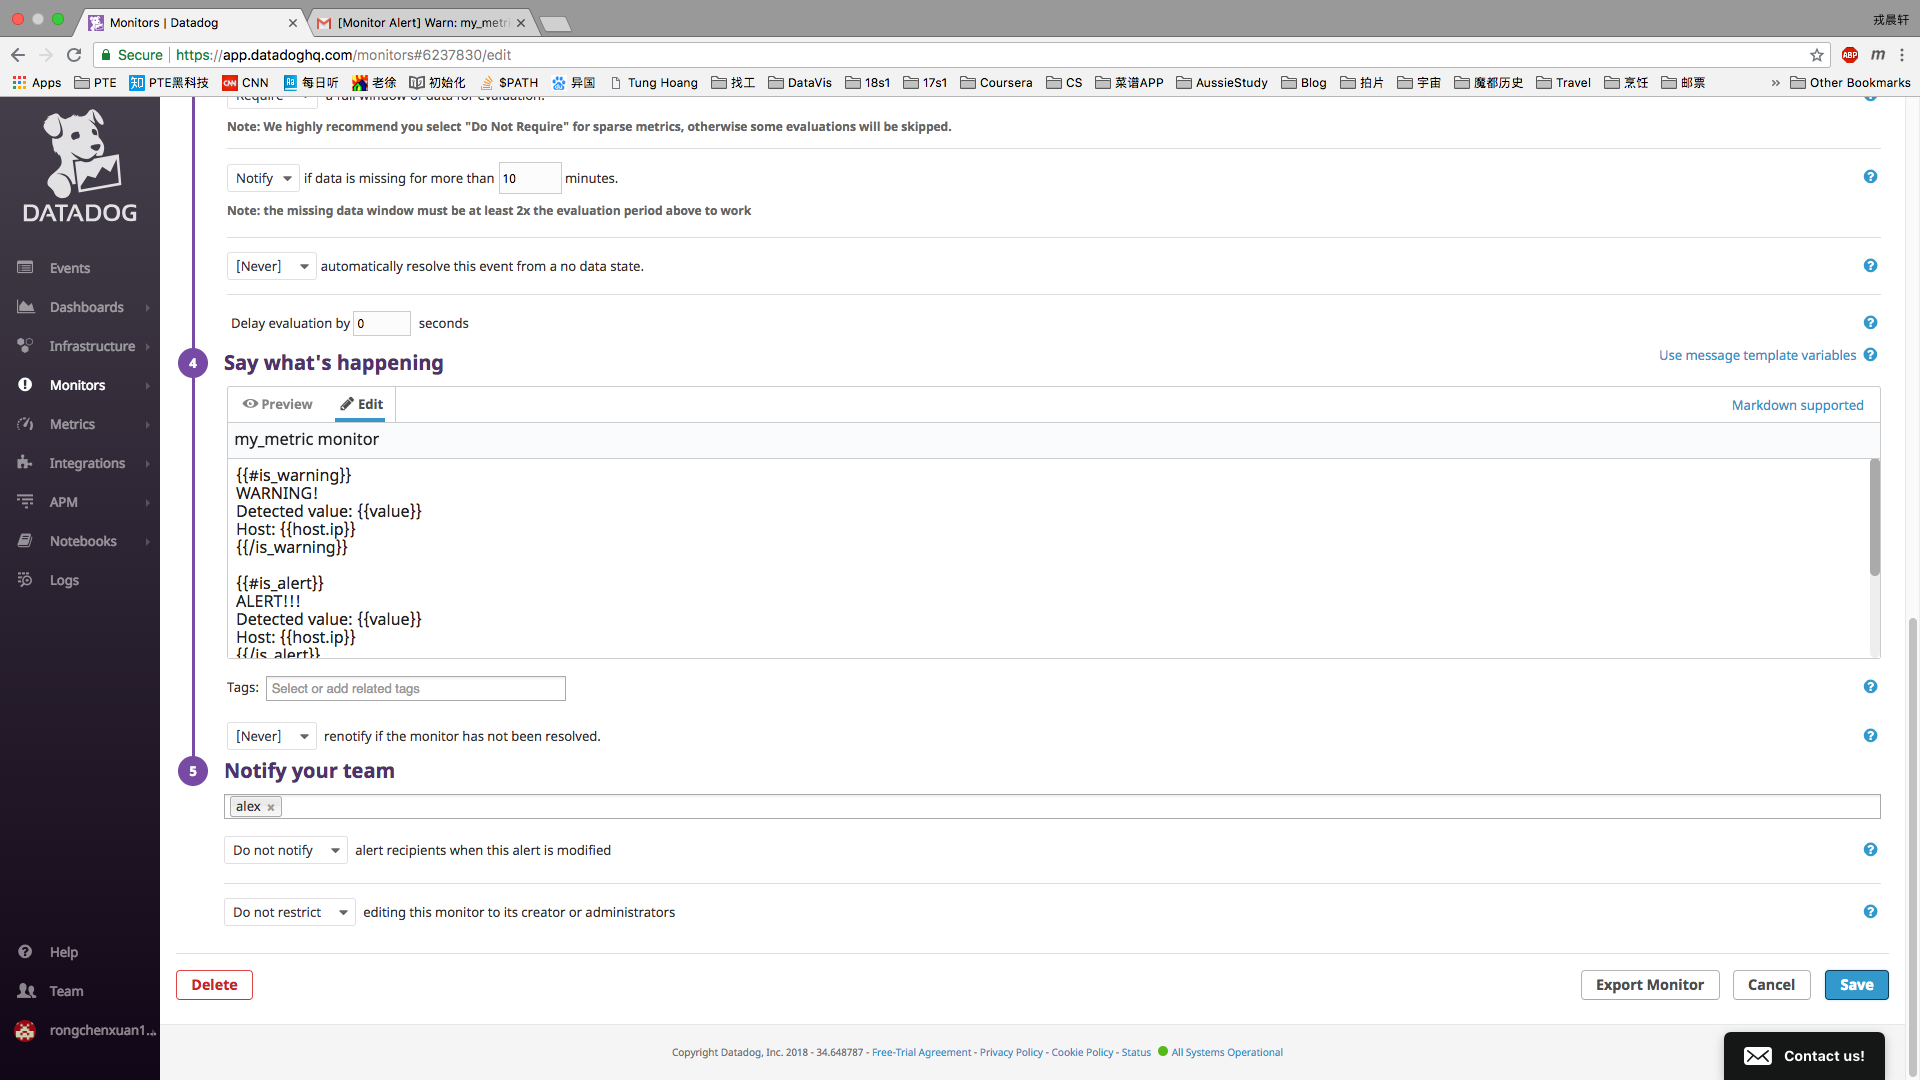 Monitors | Datadog
[Monitor Alert] Warn: my_metri
戎晨轩
Secure https://app.datadoghq.com/monitors#6237830/edit
ABP
m
Apps PTE 知 PTE黑科技 CNN CNN 每日听 老徐 初始化 $PATH 异国 Tung Hoang 找工 DataVis 18s1 17s1 Coursera CS 菜谱APP AussieStudy Blog 拍片 宇宙 魔都历史 Travel 烹饪 邮票 » Other Bookmarks
DATADOG
Events
Dashboards
Infrastructure
Monitors
Metrics
Integrations
APM
Notebooks
Logs
Help
Team
rongchenxuan1...
Require a full window of data for evaluation.
Note: We highly recommend you select "Do Not Require" for sparse metrics, otherwise some evaluations will be skipped.
Notify if data is missing for more than 10 minutes.
Note: the missing data window must be at least 2x the evaluation period above to work
[Never] automatically resolve this event from a no data state.
Delay evaluation by 0 seconds
4 Say what's happening
Use message template variables
Preview Edit
Markdown supported
my_metric monitor
{{#is_warning}}
WARNING!
Detected value: {{value}}
Host: {{host.ip}}
{{/is_warning}}
{{#is_alert}}
ALERT!!!
Detected value: {{value}}
Host: {{host.ip}}
{{/is_alert}}
Tags: Select or add related tags
[Never] renotify if the monitor has not been resolved.
5 Notify your team
alex ×
Do not notify alert recipients when this alert is modified
Do not restrict editing this monitor to its creator or administrators
Delete
Export Monitor
Cancel
Save
Copyright Datadog, Inc. 2018 - 34.648787 - Free-Trial Agreement - Privacy Policy - Cookie Policy - Status All Systems Operational
Contact us!